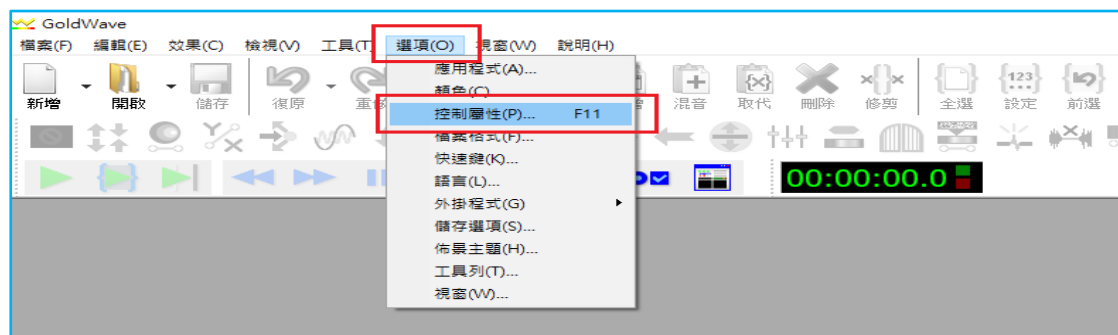 GoldWave
檔案(F) 編輯(E) 效果(C) 檢視(V) 工具(T) 選項(O) 視窗(W) 說明(H)
新增 開啟 儲存 復原 混音 取代 刪除 修剪 全選 設定 前選
123
00:00:00.0
應用程式(A)...
顏色(C)...
控制屬性(P)... F11
檔案格式(F)...
快速鍵(K)...
語言(L)...
外掛程式(G)
儲存選項(S)...
佈景主題(H)...
工具列(T)...
視窗(W)...